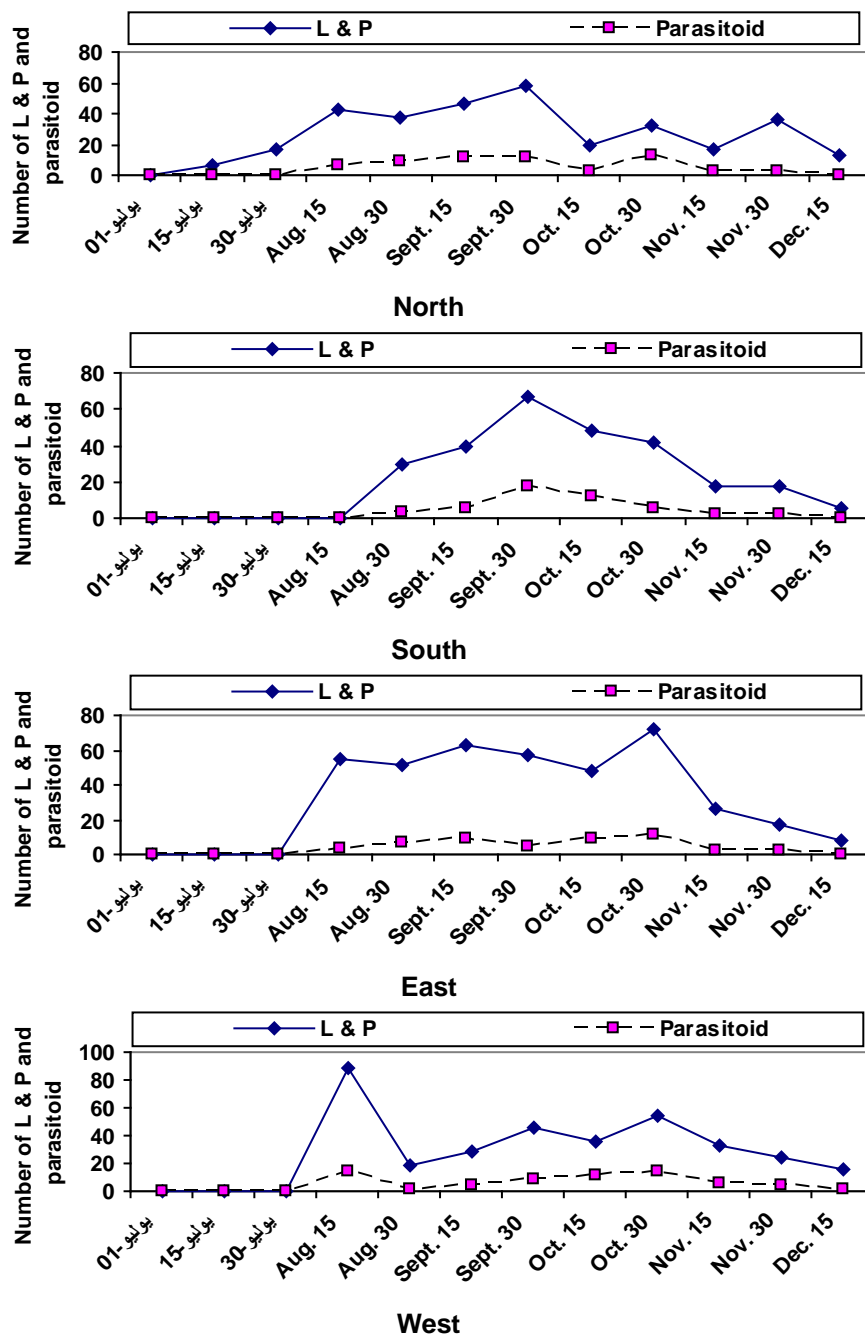 L & P Parasitoid
Number of L & P and
parasitoid
80
60
40
20
0
01-يوليو 15-يوليو 30-يوليو Aug. 15 Aug. 30 Sept. 15 Sept. 30 Oct. 15 Oct. 30 Nov. 15 Nov. 30 Dec. 15
North
L & P Parasitoid
Number of L & P and
parasitoid
80
60
40
20
0
01-يوليو 15-يوليو 30-يوليو Aug. 15 Aug. 30 Sept. 15 Sept. 30 Oct. 15 Oct. 30 Nov. 15 Nov. 30 Dec. 15
South
L & P Parasitoid
Number of L & P and
parasitoid
80
60
40
20
0
01-يوليو 15-يوليو 30-يوليو Aug. 15 Aug. 30 Sept. 15 Sept. 30 Oct. 15 Oct. 30 Nov. 15 Nov. 30 Dec. 15
East
L & P Parasitoid
Number of L & P and
parasitoid
100
80
60
40
20
0
01-يوليو 15-يوليو 30-يوليو Aug. 15 Aug. 30 Sept. 15 Sept. 30 Oct. 15 Oct. 30 Nov. 15 Nov. 30 Dec. 15
West